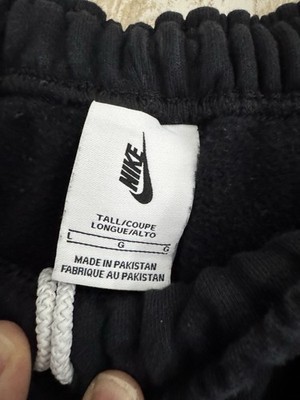 NIKE
TALL/COUPE
LONGUE/ALTO
L G G
MADE IN PAKISTAN
FABRIQUE AU PAKISTAN